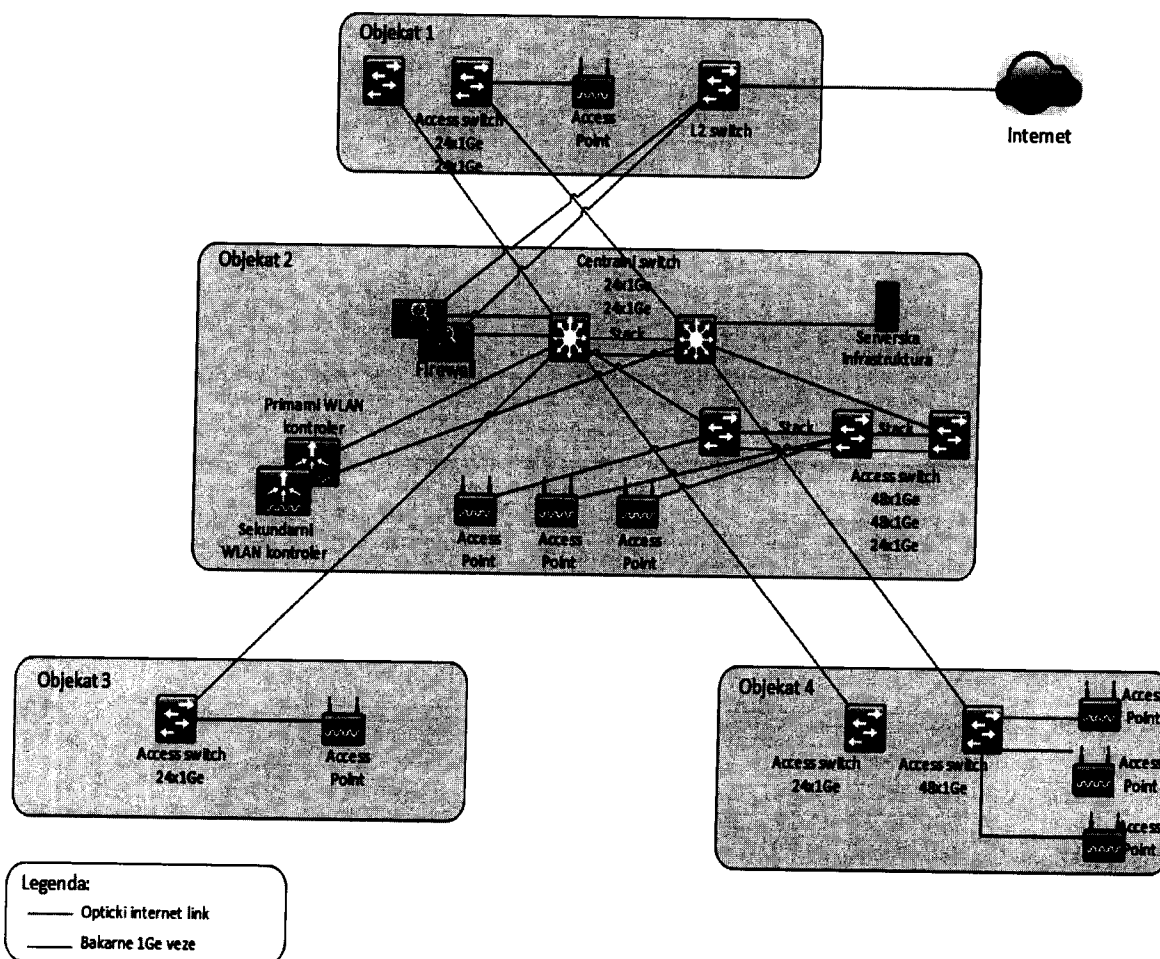 Objekat 1
Access switch
24x1Ge
24x1Ge
Access
Point
L2 switch
Internet
Objekat 2
Centralni switch
24x1Ge
24x1Ge
Stack
Firewall
Serverska
infrastruktura
Primarni WLAN
kontroler
Sekundarni
WLAN kontroler
Stack
Stack
Access switch
48x1Ge
48x1Ge
24x1Ge
Access
Point
Access
Point
Access
Point
Objekat 3
Access switch
24x1Ge
Access
Point
Objekat 4
Access switch
24x1Ge
Access switch
48x1Ge
Access
Point
Access
Point
Access
Point
Legenda:
Opticki internet link
Bakarne 1Ge veze